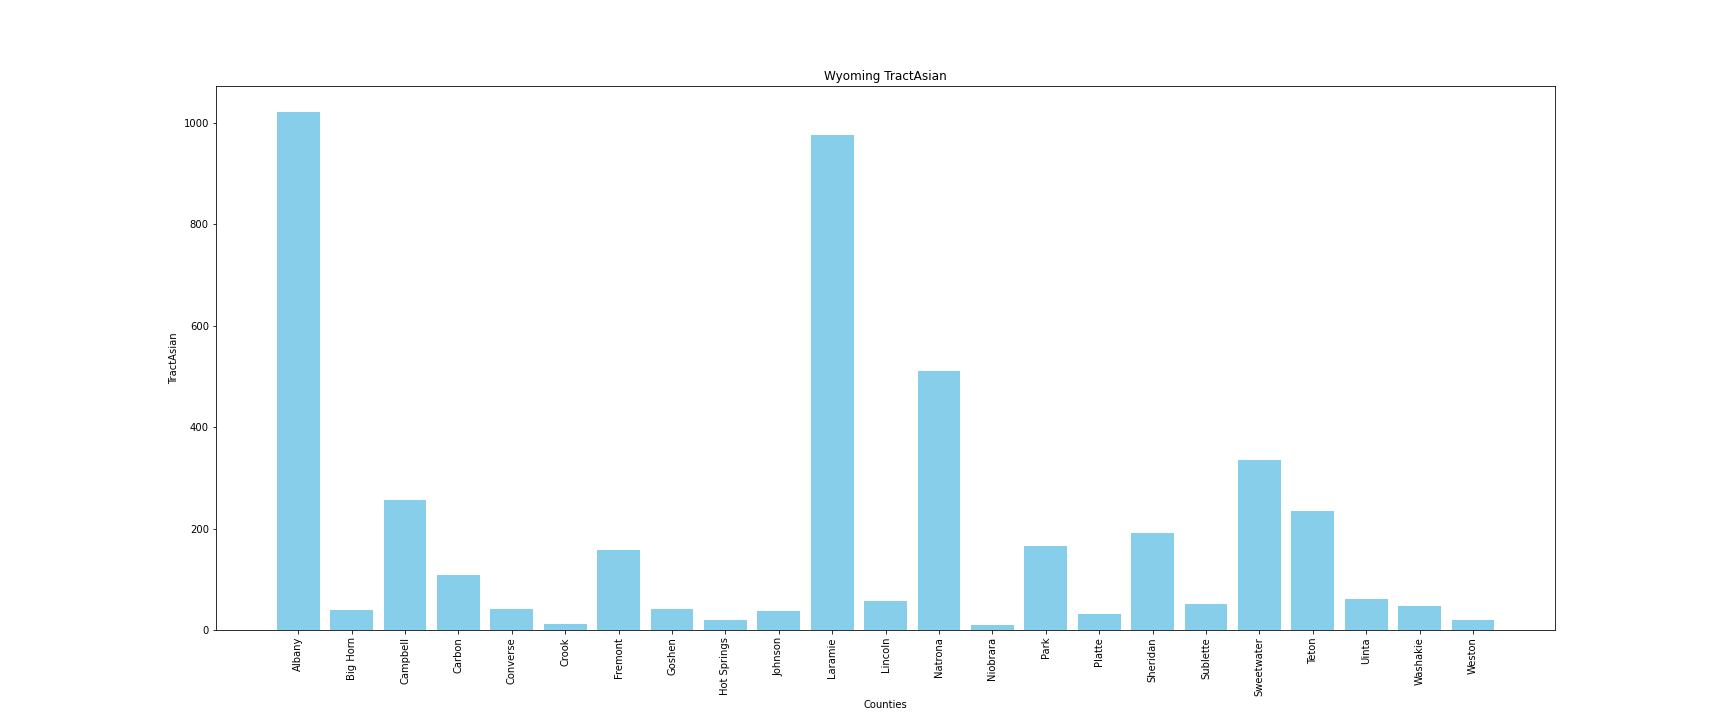 Wyoming TractAsian
1000
800
600
400
200
0
TractAsian
Albany
Big Horn
Campbell
Carbon
Converse
Crook
Fremont
Goshen
Hot Springs
Johnson
Laramie
Lincoln
Natrona
Niobrara
Park
Platte
Sheridan
Sublette
Sweetwater
Teton
Uinta
Washakie
Weston
Counties